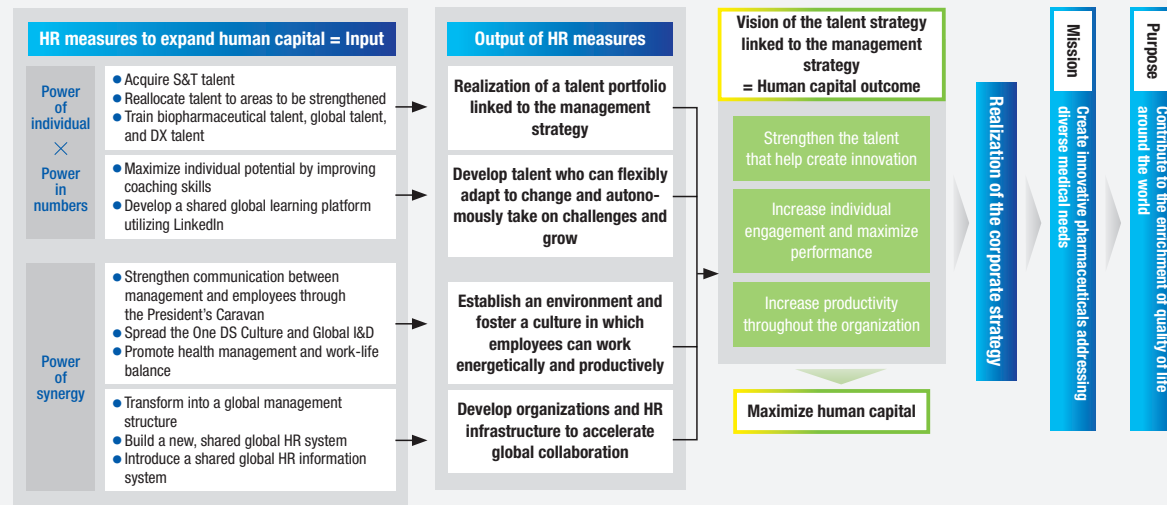 HR measures to expand human capital = Input
Power
of
individual
×
Power
in
numbers
● Acquire S&T talent
● Reallocate talent to areas to be strengthened
● Train biopharmaceutical talent, global talent,
and DX talent
● Maximize individual potential by improving
coaching skills
● Develop a shared global learning platform
utilizing LinkedIn
Power
of
synergy
● Strengthen communication between
management and employees through
the President’s Caravan
● Spread the One DS Culture and Global I&D
● Promote health management and work-life
balance
● Transform into a global management
structure
● Build a new, shared global HR system
● Introduce a shared global HR information
system
Output of HR measures
Realization of a talent portfolio
linked to the management
strategy
Develop talent who can flexibly
adapt to change and autono-
mously take on challenges and
grow
Establish an environment and
foster a culture in which
employees can work
energetically and productively
Develop organizations and HR
infrastructure to accelerate
global collaboration
Vision of the talent strategy
linked to the management
strategy
= Human capital outcome
Strengthen the talent
that help create innovation
Increase individual
engagement and maximize
performance
Increase productivity
throughout the organization
Maximize human capital
Realization of the corporate strategy
Mission
Create innovative pharmaceuticals addressing
diverse medical needs
Purpose
Contribute to the enrichment of quality of life
around the world